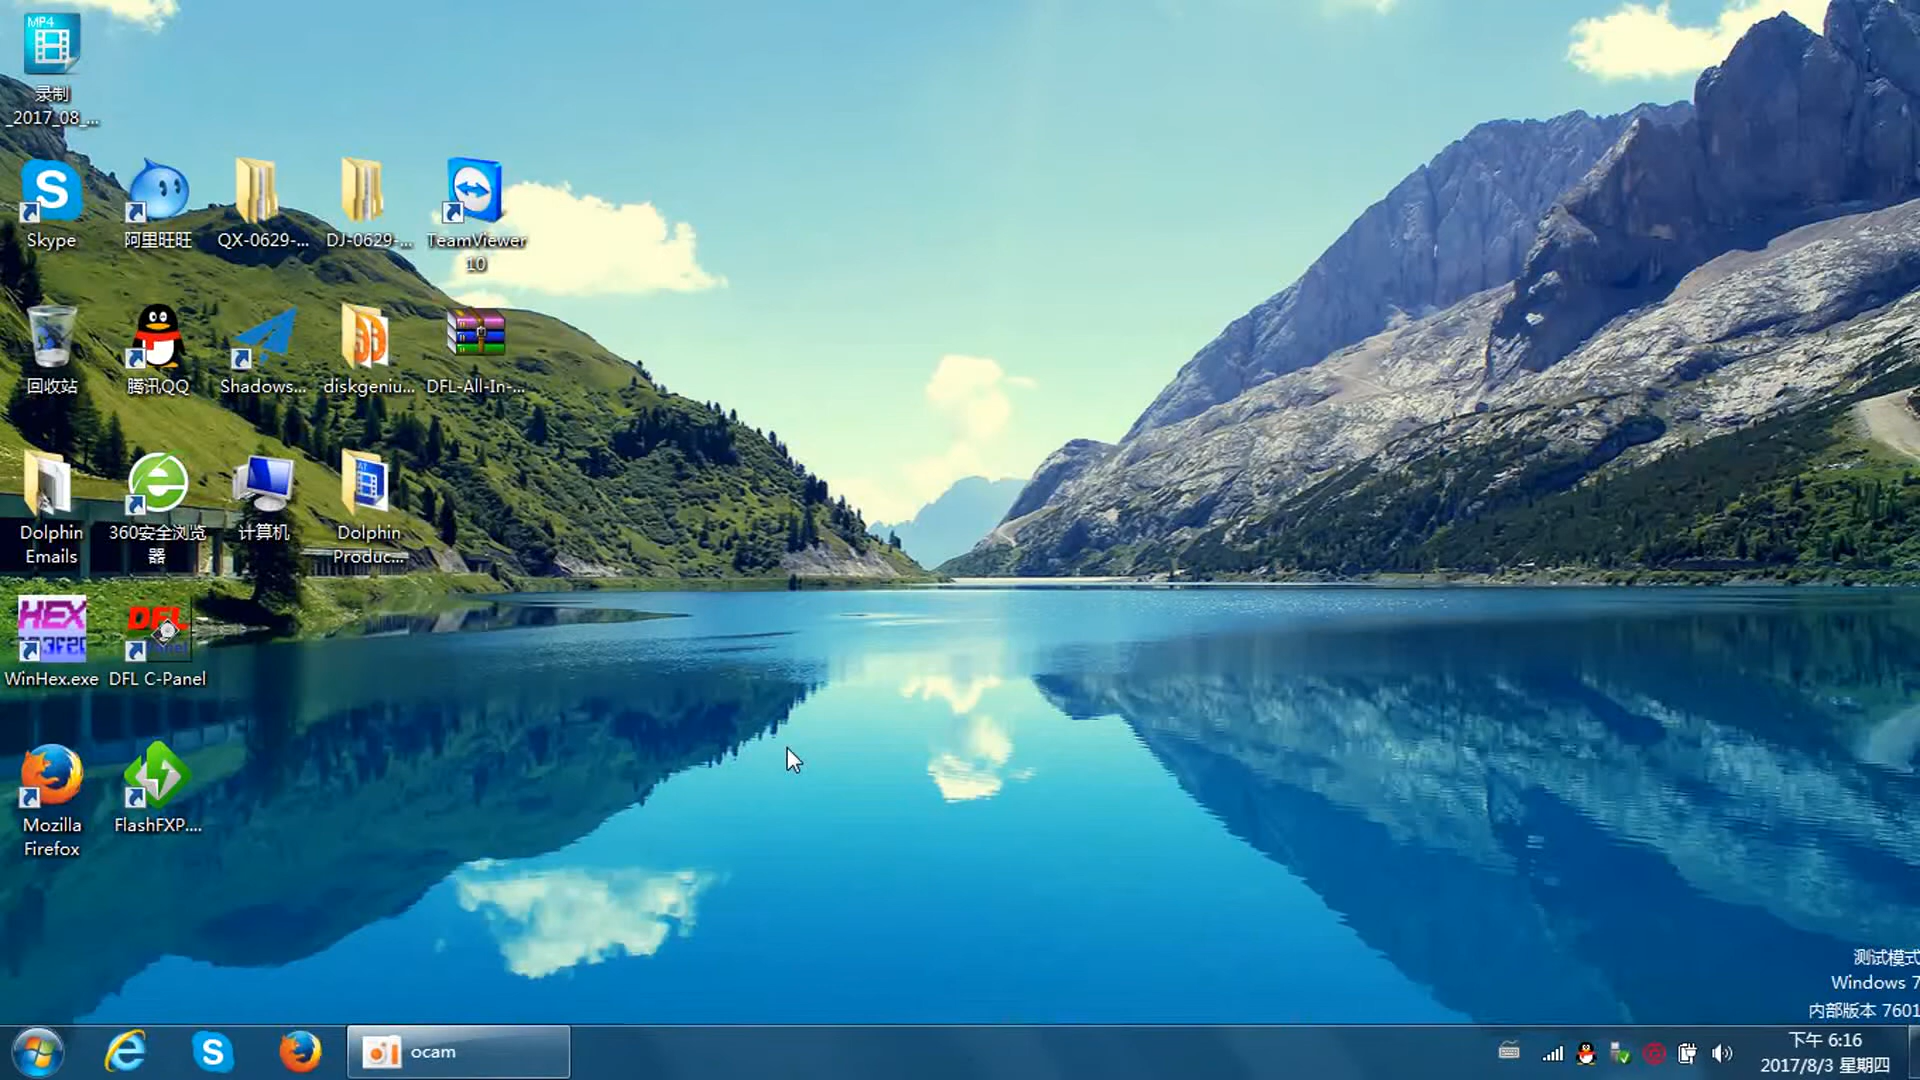 MP4
录制
_2017_08_...
Skype
阿里旺旺
QX-0629-...
DJ-0629-...
TeamViewer
10
回收站
腾讯QQ
Shadows...
diskgeniu...
DFL-All-In-...
Dolphin
Emails
360安全浏览
器
计算机
Dolphin
Produc...
HEX
DFL
WinHex.exe
DFL C-Panel
Mozilla
Firefox
FlashFXP....
测试模式
Windows 7
内部版本 7601
ocam
下午 6:16
2017/8/3 星期四